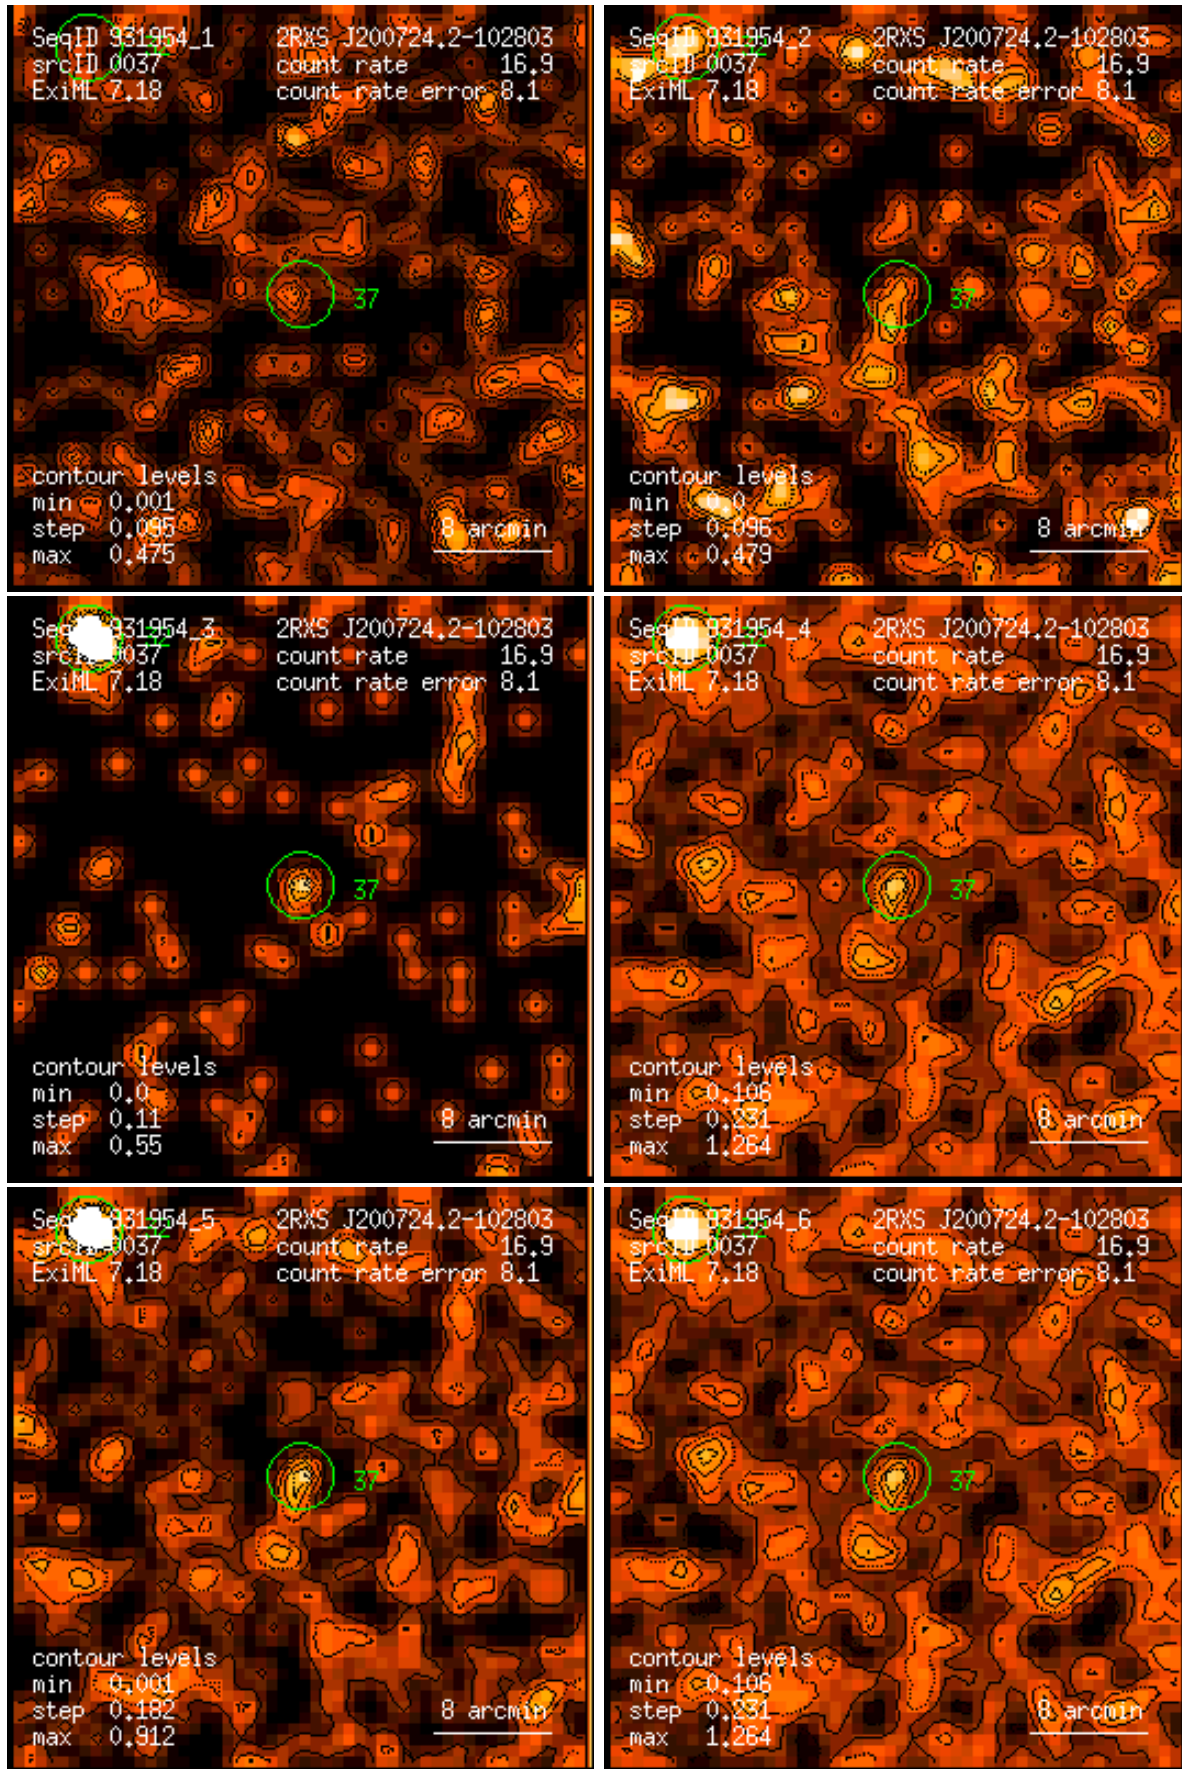 SeqID 931954_1 2RXS J200724.2-102803
srcID 0037 count rate 16.9
ExiML 7.18 count rate error 8.1
37
contour levels
min 0.001
step 0.095
max 0.475
8 arcmin
SeqID 931954_2 2RXS J200724.2-102803
srcID 0037 count rate 16.9
ExiML 7.18 count rate error 8.1
37
contour levels
min 0.0
step 0.096
max 0.479
8 arcmin
SeqID 931954_3 2RXS J200724.2-102803
srcID 0037 count rate 16.9
ExiML 7.18 count rate error 8.1
37
contour levels
min 0.0
step 0.11
max 0.55
8 arcmin
SeqID 931954_4 2RXS J200724.2-102803
srcID 0037 count rate 16.9
ExiML 7.18 count rate error 8.1
37
contour levels
min 0.106
step 0.231
max 1.264
8 arcmin
SeqID 931954_5 2RXS J200724.2-102803
srcID 0037 count rate 16.9
ExiML 7.18 count rate error 8.1
37
contour levels
min 0.001
step 0.182
max 0.912
8 arcmin
SeqID 931954_6 2RXS J200724.2-102803
srcID 0037 count rate 16.9
ExiML 7.18 count rate error 8.1
37
contour levels
min 0.106
step 0.231
max 1.264
8 arcmin